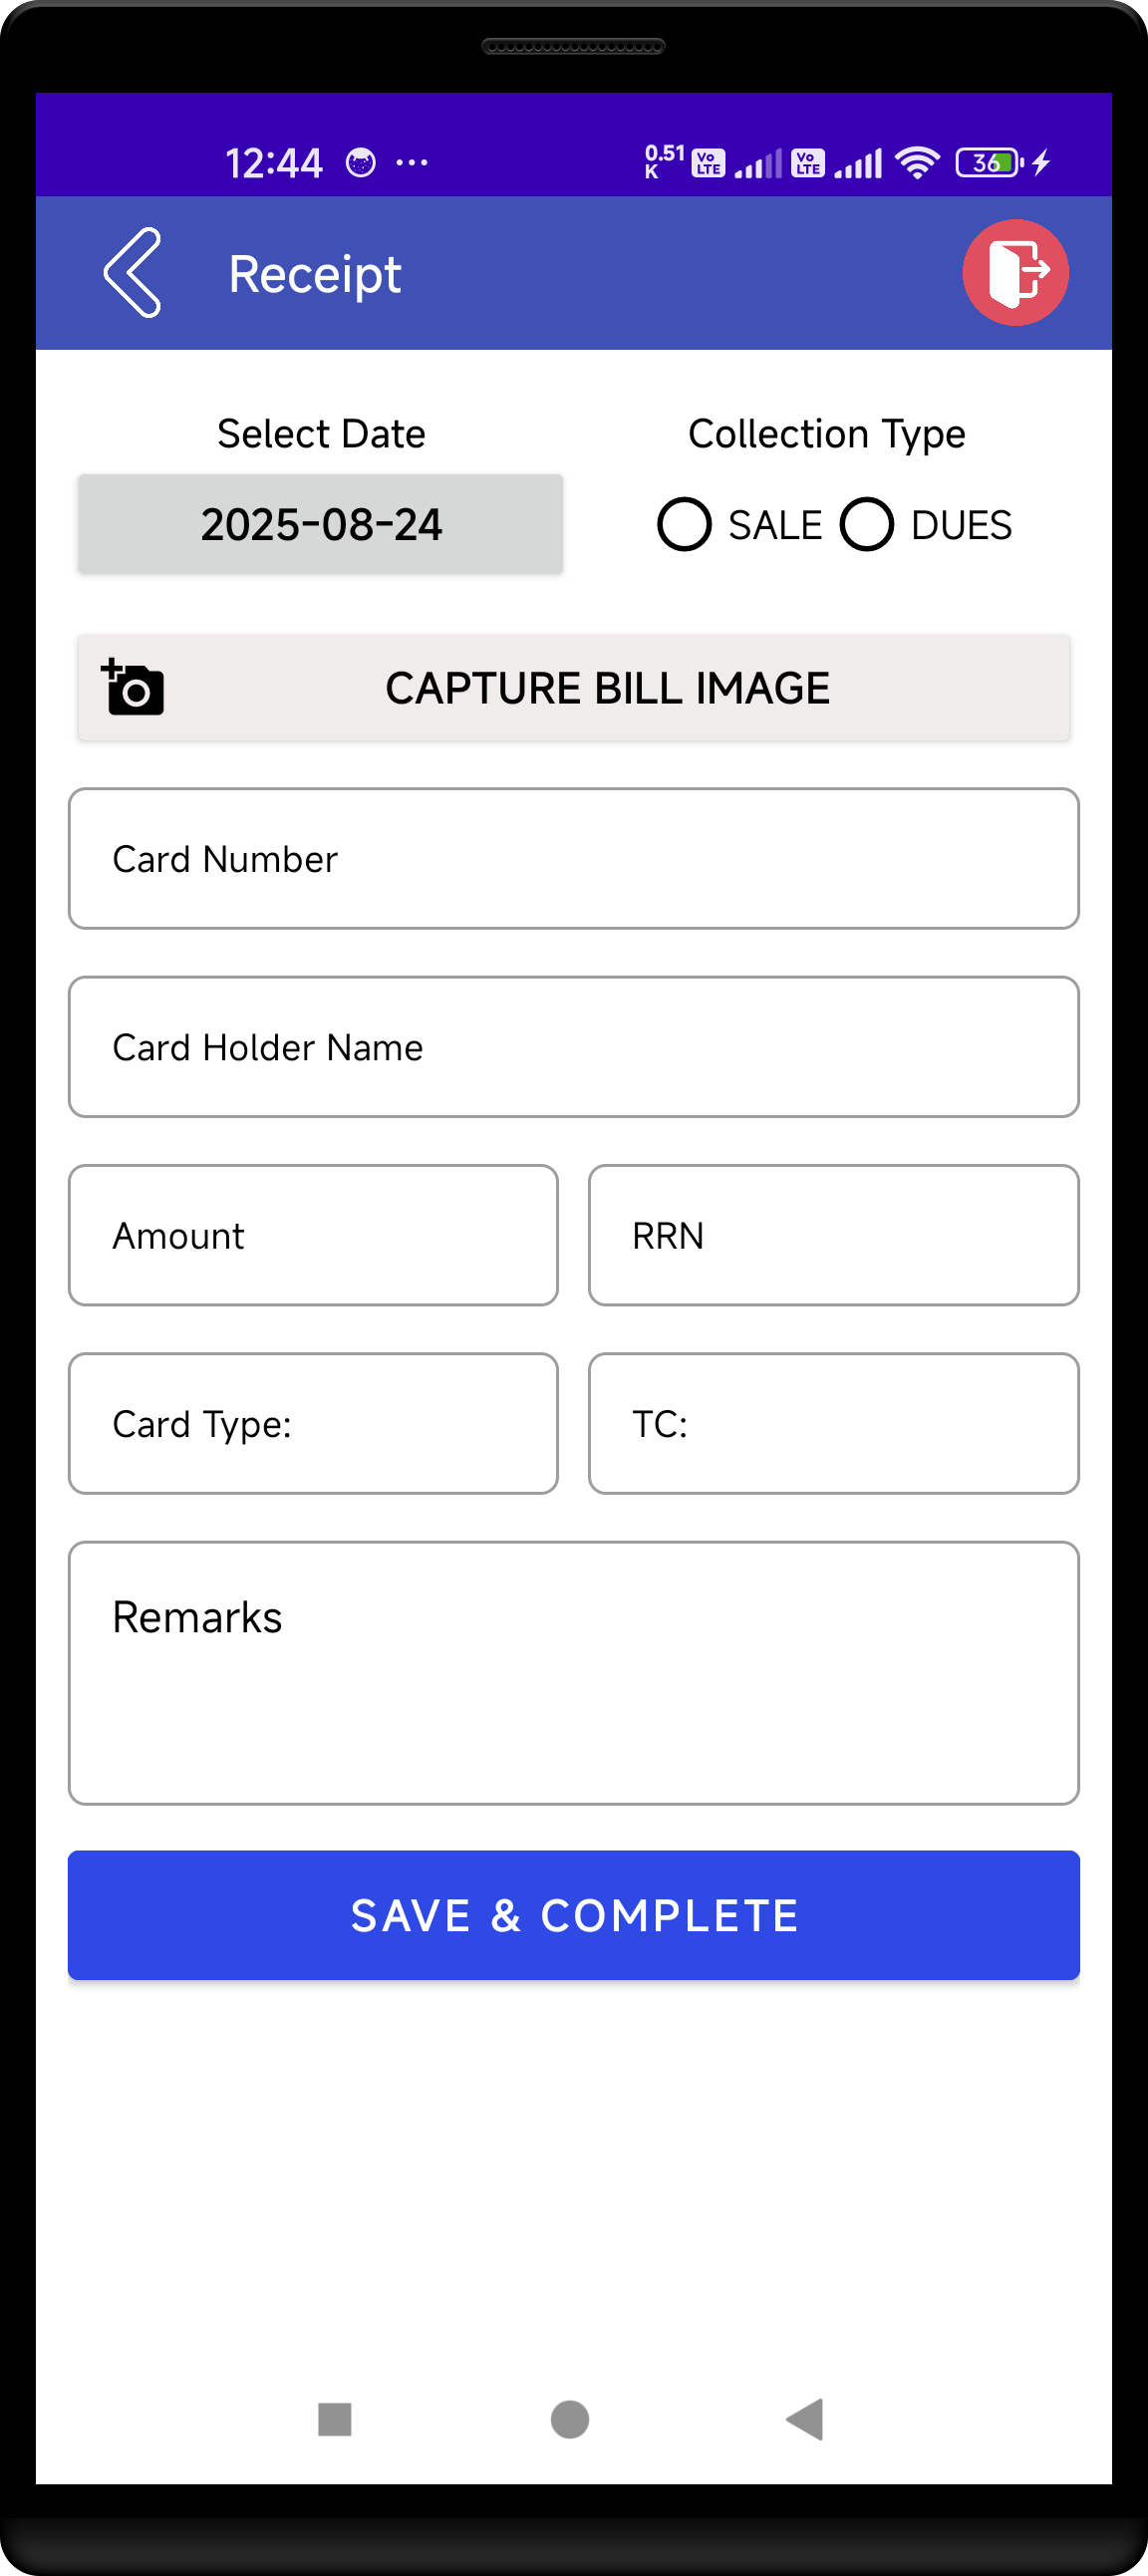 12:44 ... 0.51 K Vo LTE Vo LTE 36
Receipt
Select Date
Collection Type
2025-08-24
SALE
DUES
CAPTURE BILL IMAGE
Card Number
Card Holder Name
Amount
RRN
Card Type:
TC:
Remarks
SAVE & COMPLETE